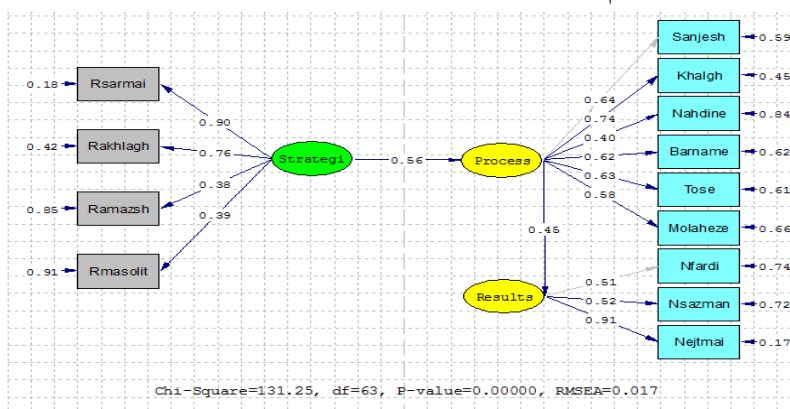 Sanjesh 0.59
Khalgh 0.45
0.18 Rsarmai
0.64
0.74
Nahdine 0.84
0.90
0.40
0.42 Rakhlagh
0.76
Strategi 0.56 Process
0.62
Barname 0.62
0.63
Tose 0.61
0.38
0.58
0.85 Ramazsh
0.39
Molaheze 0.66
0.45
0.91 Rmasolit
Nfardi 0.74
0.51
Results
0.52
Nsazman 0.72
0.91
Nejtmai 0.17
Chi-Square=131.25, df=63, P-value=0.00000, RMSEA=0.017